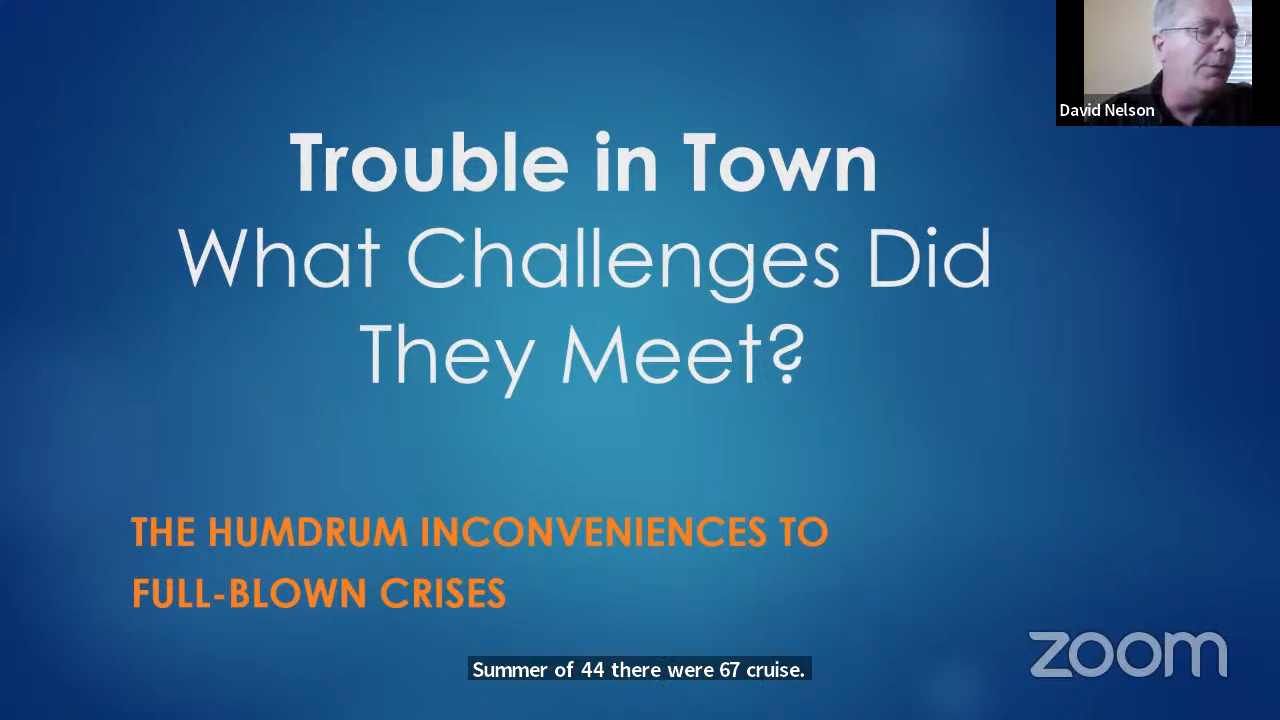 David Nelson
Trouble in Town
What Challenges Did
They Meet?
THE HUMDRUM INCONVENIENCES TO
FULL-BLOWN CRISES
zoom
Summer of 44 there were 67 cruise.